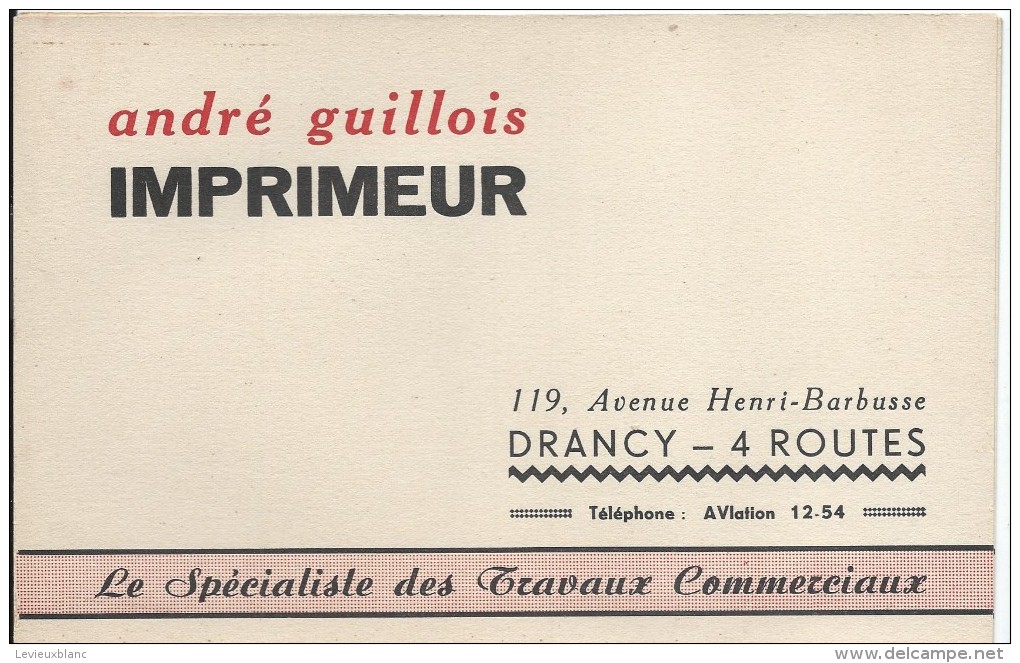 andré guillois
IMPRIMEUR
119, Avenue Henri-Barbusse
DRANCY – 4 ROUTES
Téléphone : AVIation 12-54
Le Spécialiste des Travaux Commerciaux
Levieuxblanc
www.delcampe.net